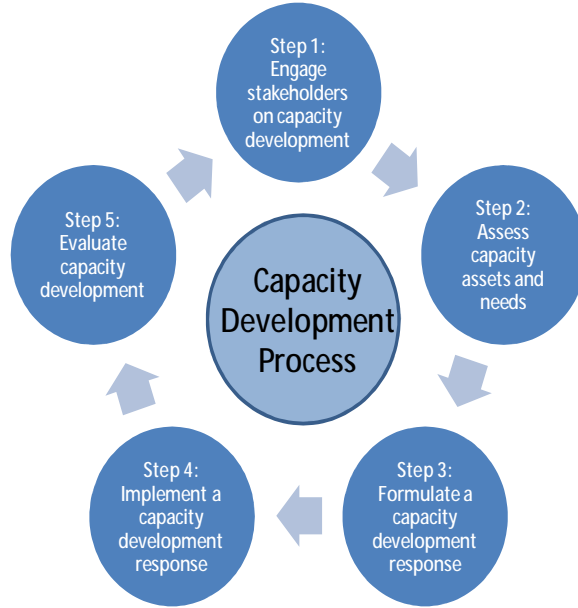 Step 1:
Engage
stakeholders
on capacity
development
Step 2:
Assess
capacity
assets and
needs
Step 3:
Formulate a
capacity
development
response
Step 4:
Implement a
capacity
development
response
Step 5:
Evaluate
capacity
development
Capacity
Development
Process